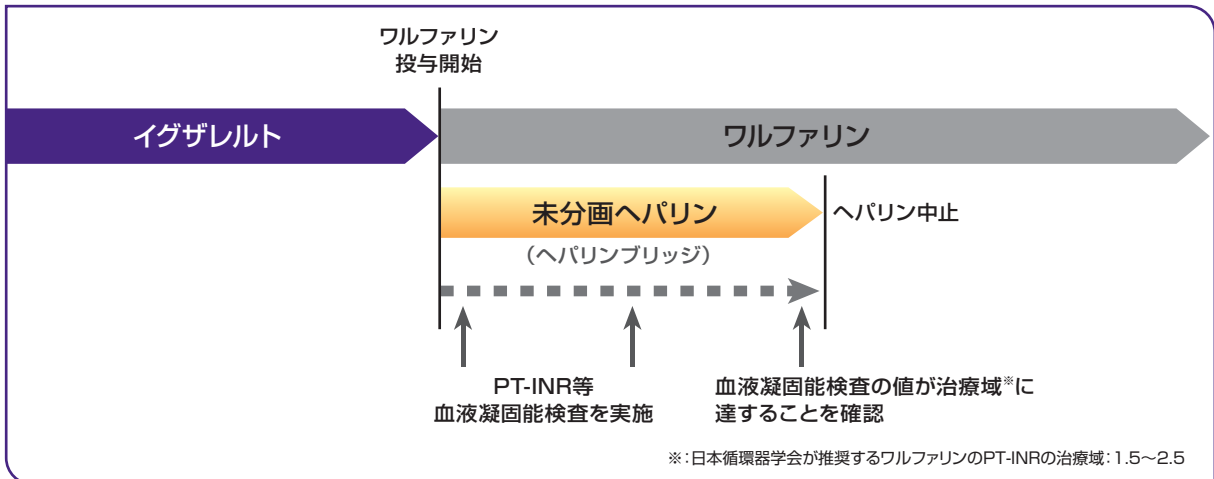 ワルファリン
投与開始
イグザレルト
ワルファリン
未分画ヘパリン
ヘパリン中止
（ヘパリンブリッジ）
PT-INR等
血液凝固能検査を実施
血液凝固能検査の値が治療域※に
達することを確認
※：日本循環器学会が推奨するワルファリンのPT-INRの治療域：1.5～2.5